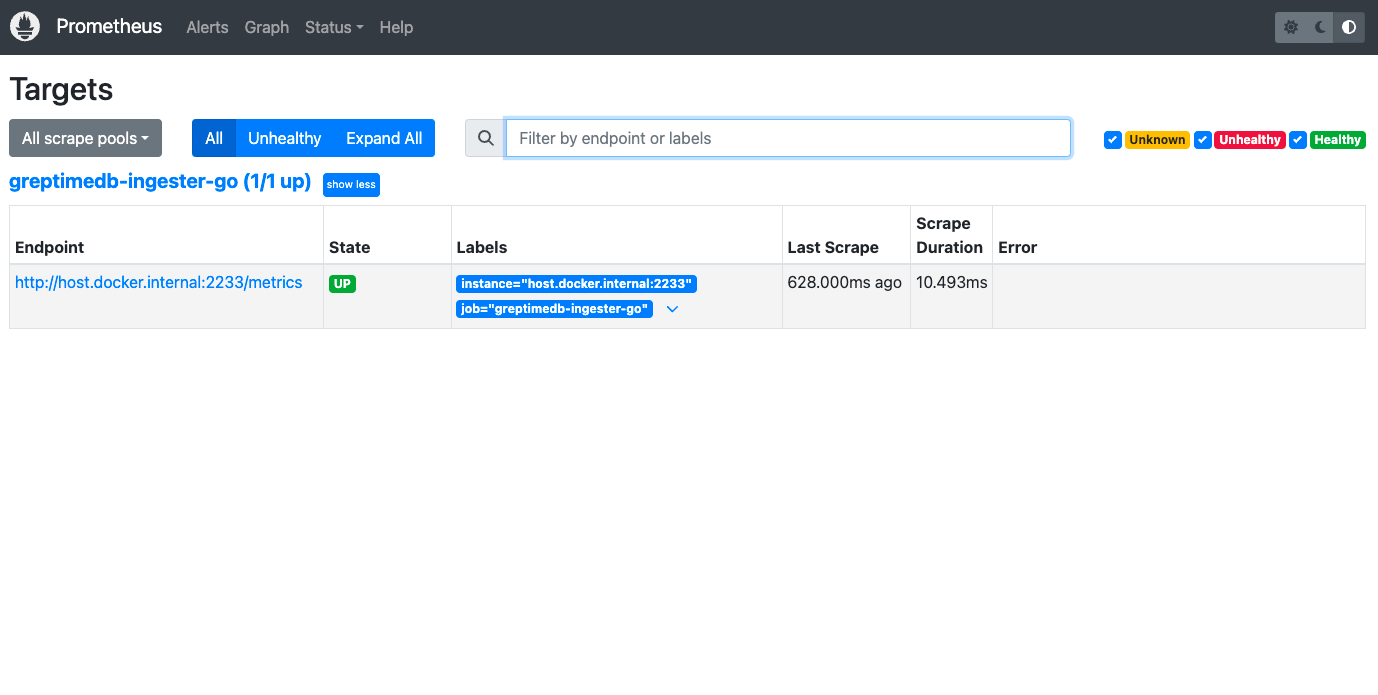 Prometheus Alerts Graph Status Help
Targets
All scrape pools All Unhealthy Expand All Filter by endpoint or labels Unknown Unhealthy Healthy
greptimedb-ingester-go (1/1 up) show less
Endpoint State Labels Last Scrape Scrape Duration Error
http://host.docker.internal:2233/metrics UP instance="host.docker.internal:2233" 628.000ms ago 10.493ms
job="greptimedb-ingester-go"